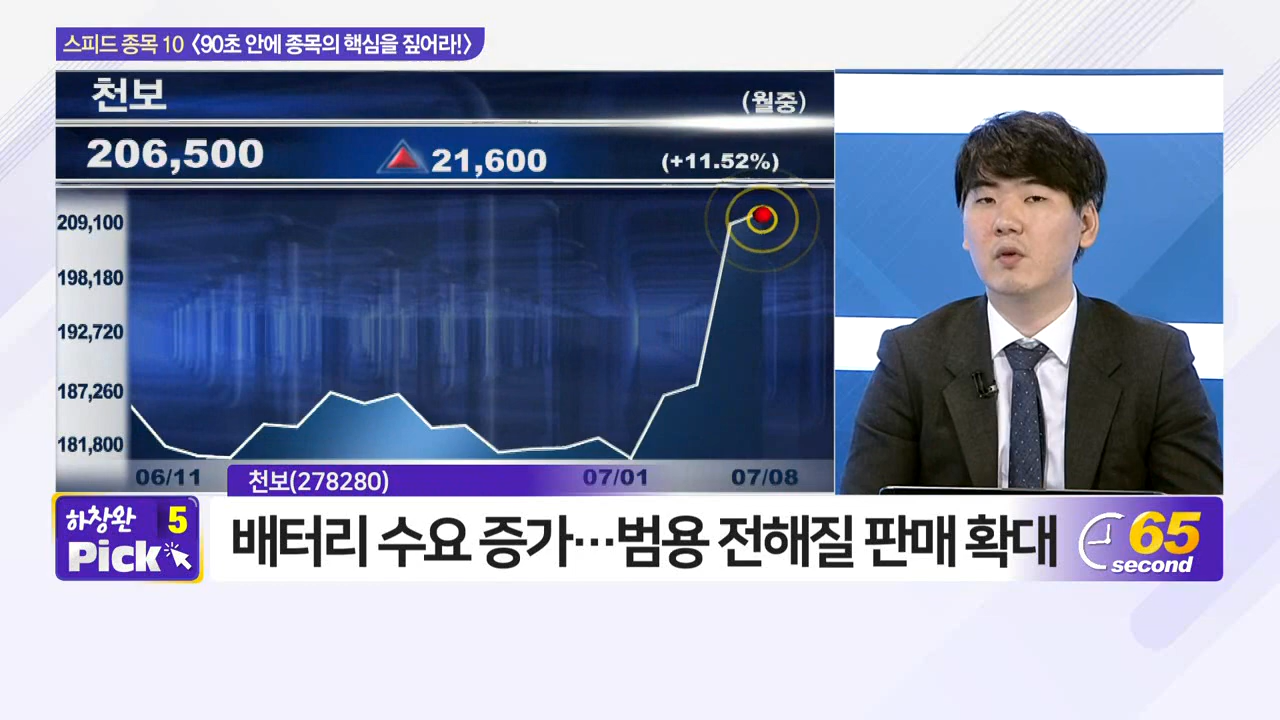 스피드 종목 10 〈90초 안에 종목의 핵심을 짚어라!〉
천보
(월중)
206,500
21,600
(+11.52%)
209,100
198,180
192,720
187,260
181,800
06/11
07/01
07/08
천보(278280)
하창완 5
Pick
배터리 수요 증가…범용 전해질 판매 확대
65
second